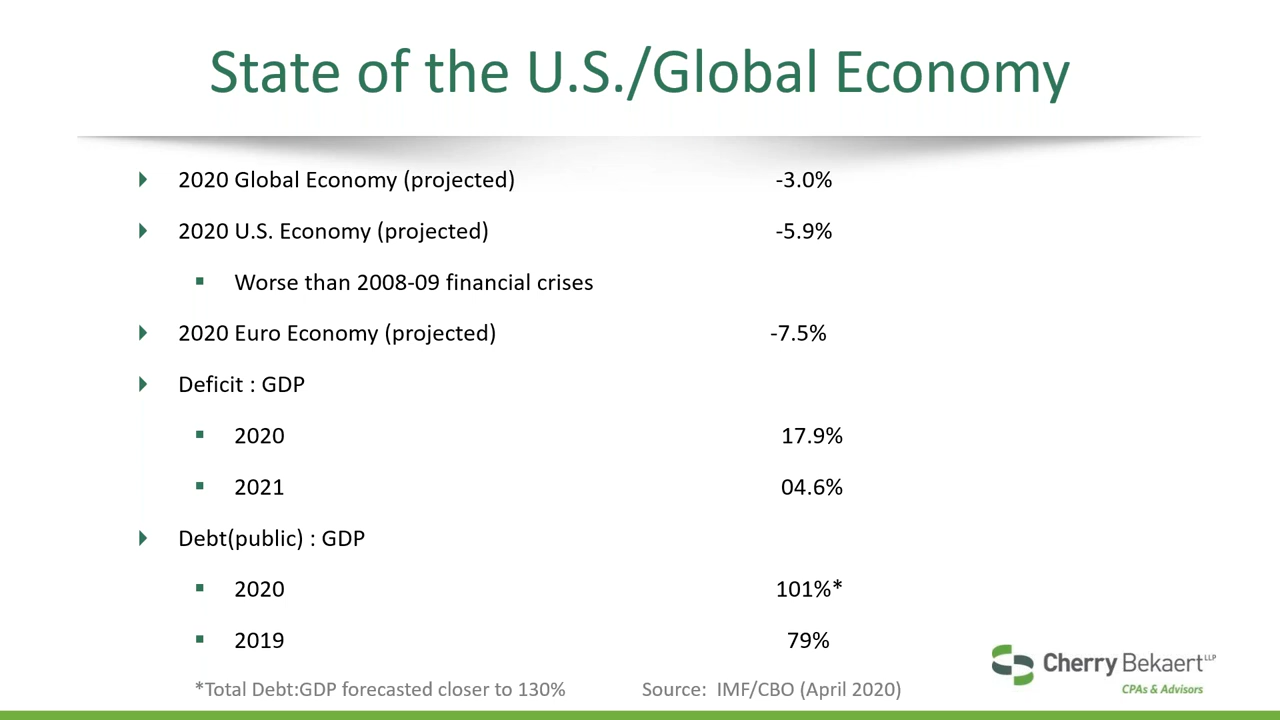 State of the U.S./Global Economy
2020 Global Economy (projected) -3.0%
2020 U.S. Economy (projected) -5.9%
Worse than 2008-09 financial crises
2020 Euro Economy (projected) -7.5%
Deficit : GDP
2020 17.9%
2021 04.6%
Debt(public) : GDP
2020 101%*
2019 79%
*Total Debt:GDP forecasted closer to 130% Source: IMF/CBO (April 2020)
Cherry Bekaert LLP
CPAs & Advisors